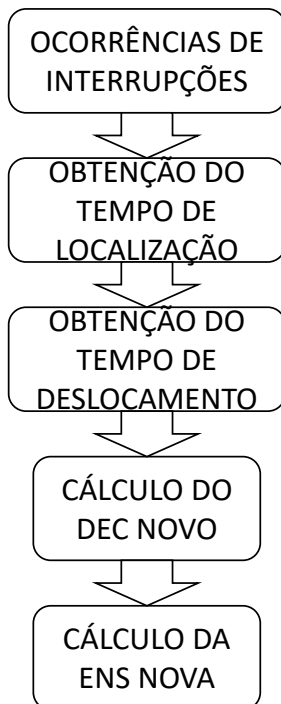 OCORRÊNCIAS DE
INTERRUPÇÕES
OBTENÇÃO DO
TEMPO DE
LOCALIZAÇÃO
OBTENÇÃO DO
TEMPO DE
DESLOCAMENTO
CÁLCULO DO
DEC NOVO
CÁLCULO DA
ENS NOVA